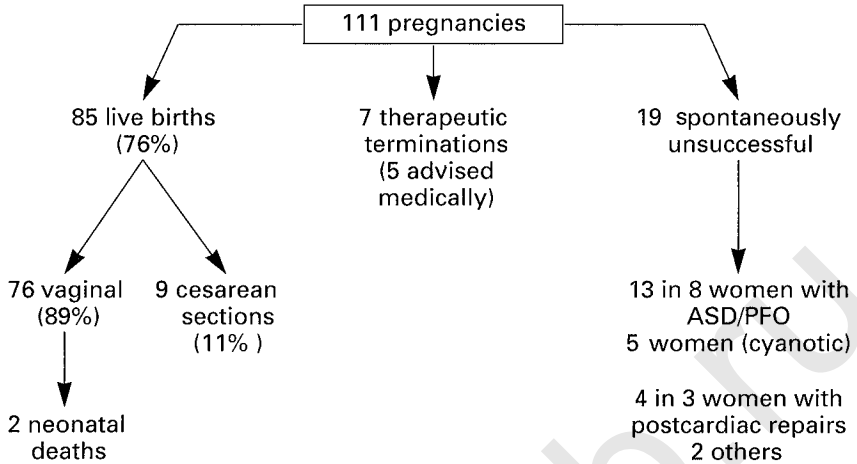 111 pregnancies
85 live births
(76%)
7 therapeutic
terminations
(5 advised
medically)
19 spontaneously
unsuccessful
76 vaginal
(89%)
9 cesarean
sections
(11% )
13 in 8 women with
ASD/PFO
5 women (cyanotic)
2 neonatal
deaths
4 in 3 women with
postcardiac repairs
2 others